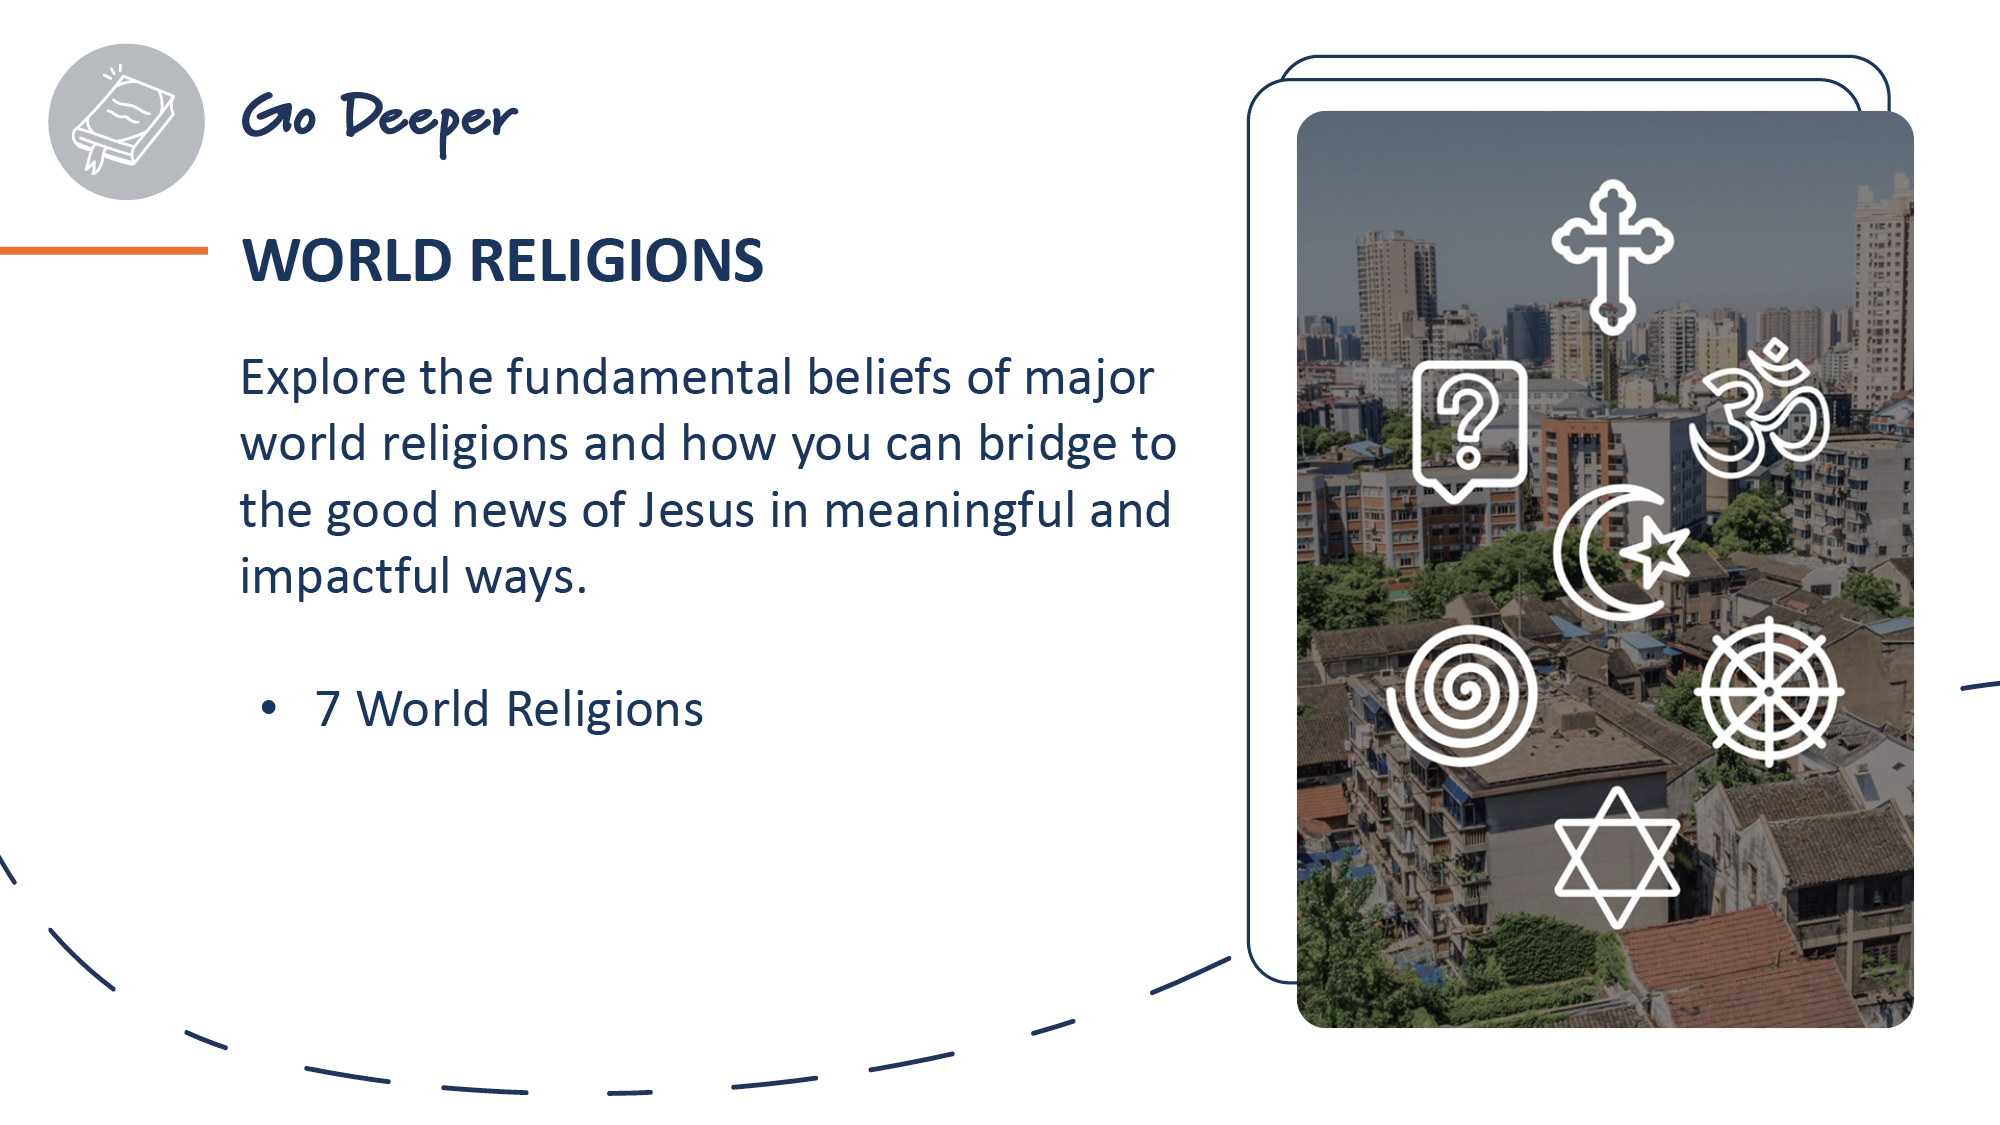 Go Deeper
WORLD RELIGIONS
Explore the fundamental beliefs of major
world religions and how you can bridge to
the good news of Jesus in meaningful and
impactful ways.
• 7 World Religions
?
ॐ